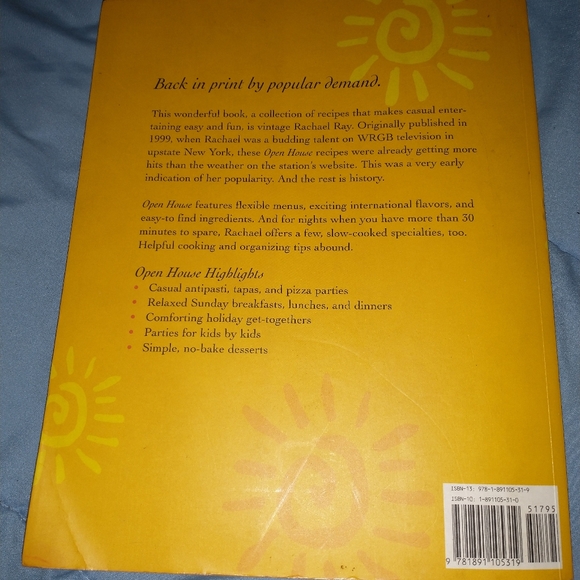 Back in print by popular demand.
This wonderful book, a collection of recipes that makes casual enter-
taining easy and fun, is vintage Rachael Ray. Originally published in
1999, when Rachael was a budding talent on WRGB television in
upstate New York, these Open House recipes were already getting more
hits than the weather on the station's website. This was a very early
indication of her popularity. And the rest is history.
Open House features flexible menus, exciting international flavors, and
easy-to find ingredients. And for nights when you have more than 30
minutes to spare, Rachael offers a few, slow-cooked specialties, too.
Helpful cooking and organizing tips abound.
Open House Highlights
• Casual antipasti, tapas, and pizza parties
• Relaxed Sunday breakfasts, lunches, and dinners
• Comforting holiday get-togethers
• Parties for kids by kids
• Simple, no-bake desserts
ISBN-13: 978-1-891105-31-9
ISBN-10: 1-891105-31-0
51795
9 781891 105319